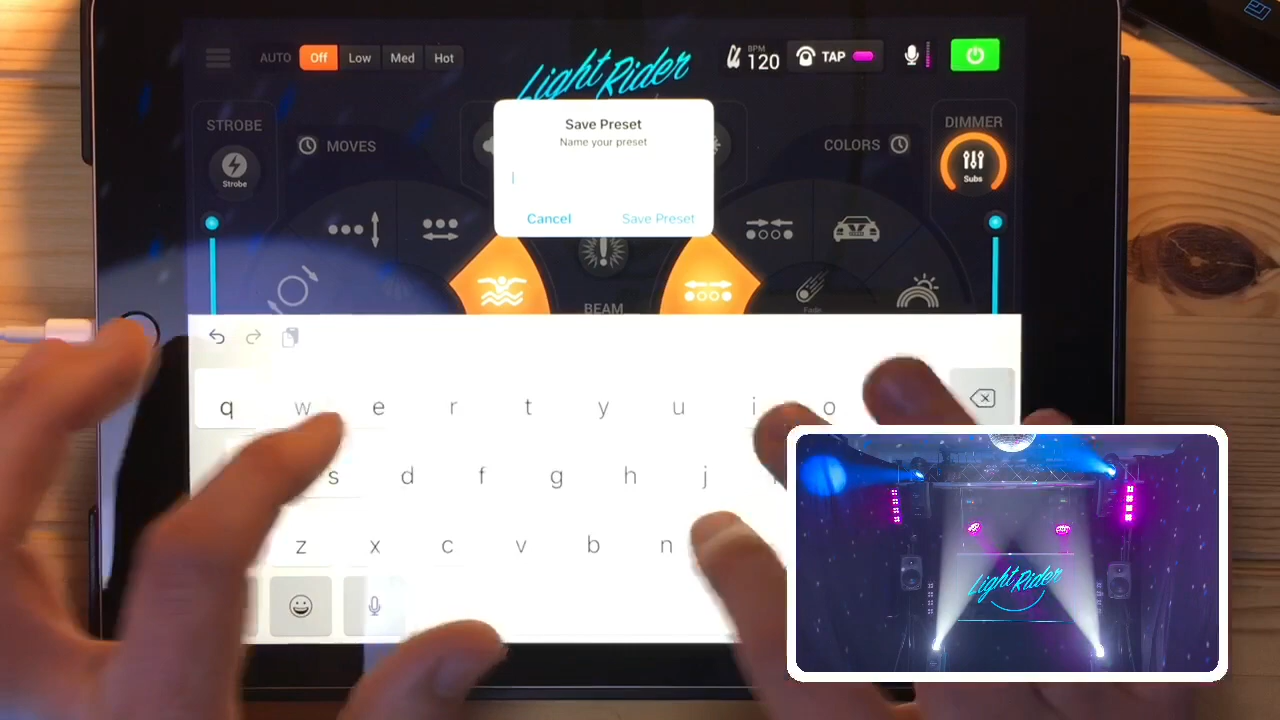 AUTO Off Low Med Hot
Light Rider
BPM
120
TAP
STROBE
Strobe
MOVES
Save Preset
Name your preset
Cancel Save Preset
COLORS
DIMMER
Subs
BEAM
Fade
q w e r t y u i o
s d f g h j
z x c v b n
Light Rider